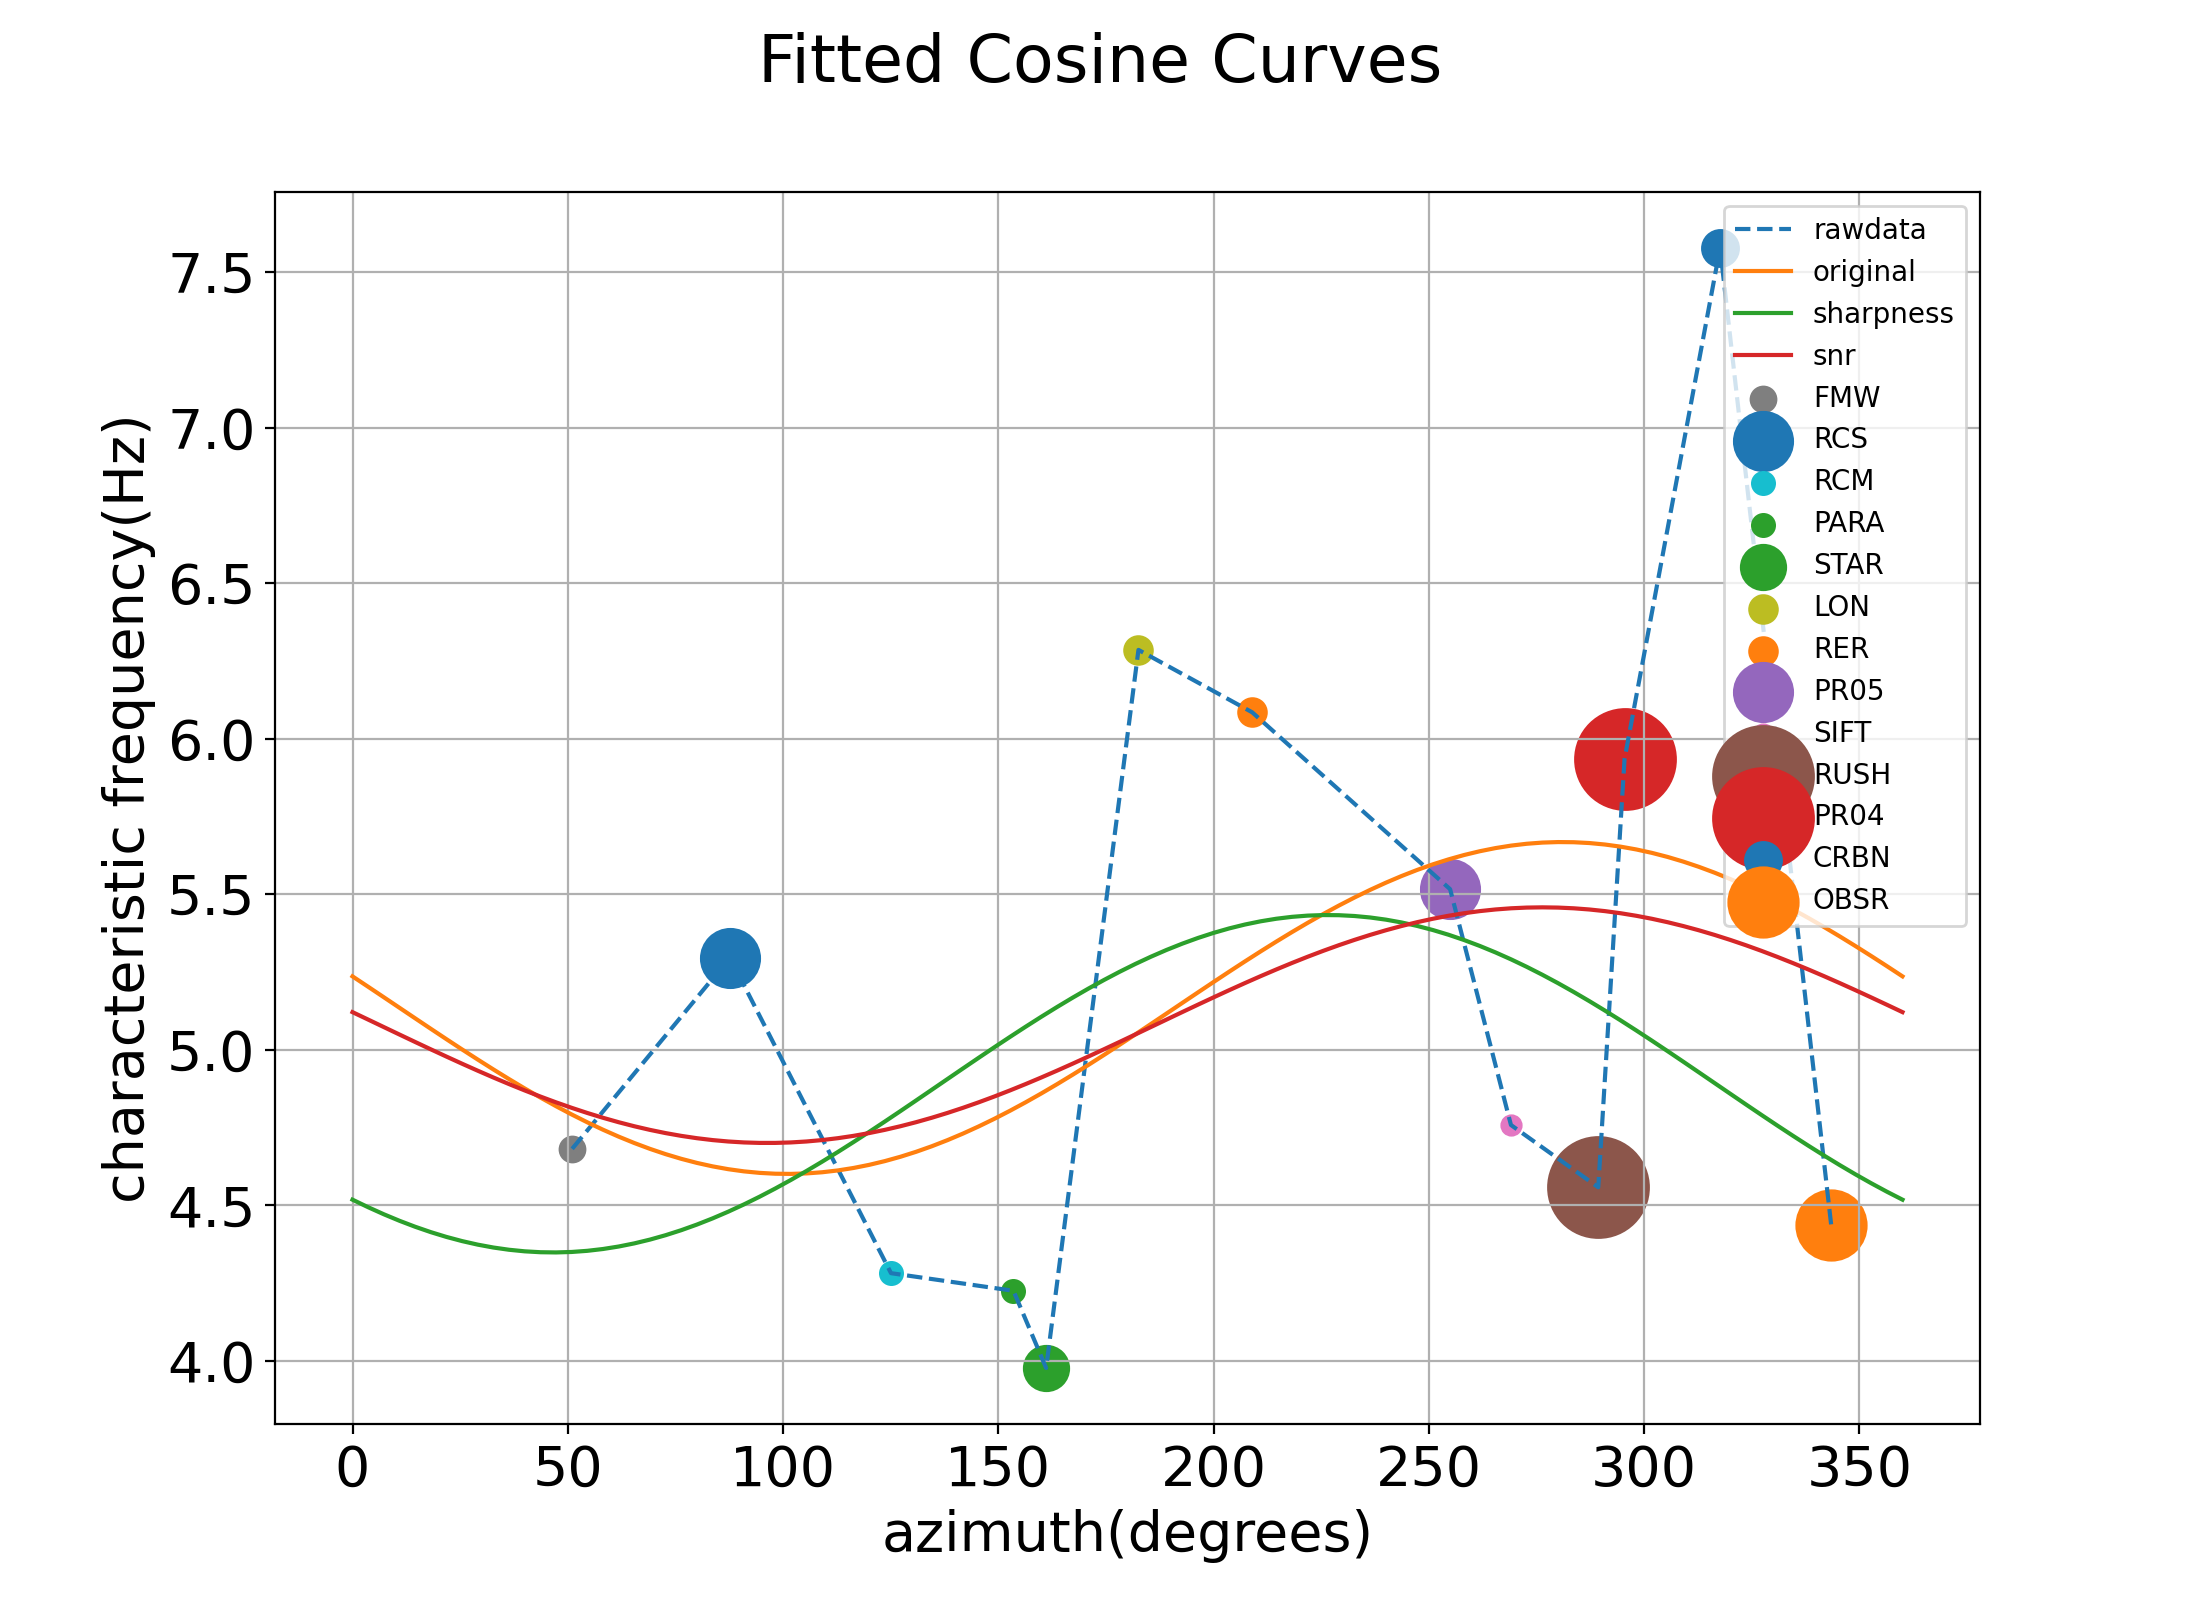 Fitted Cosine Curves
characteristic frequency(Hz)
7.5
7.0
6.5
6.0
5.5
5.0
4.5
4.0
rawdata
original
sharpness
snr
FMW
RCS
RCM
PARA
STAR
LON
RER
PR05
SIFT
RUSH
PR04
CRBN
OBSR
0 50 100 150 200 250 300 350
azimuth(degrees)